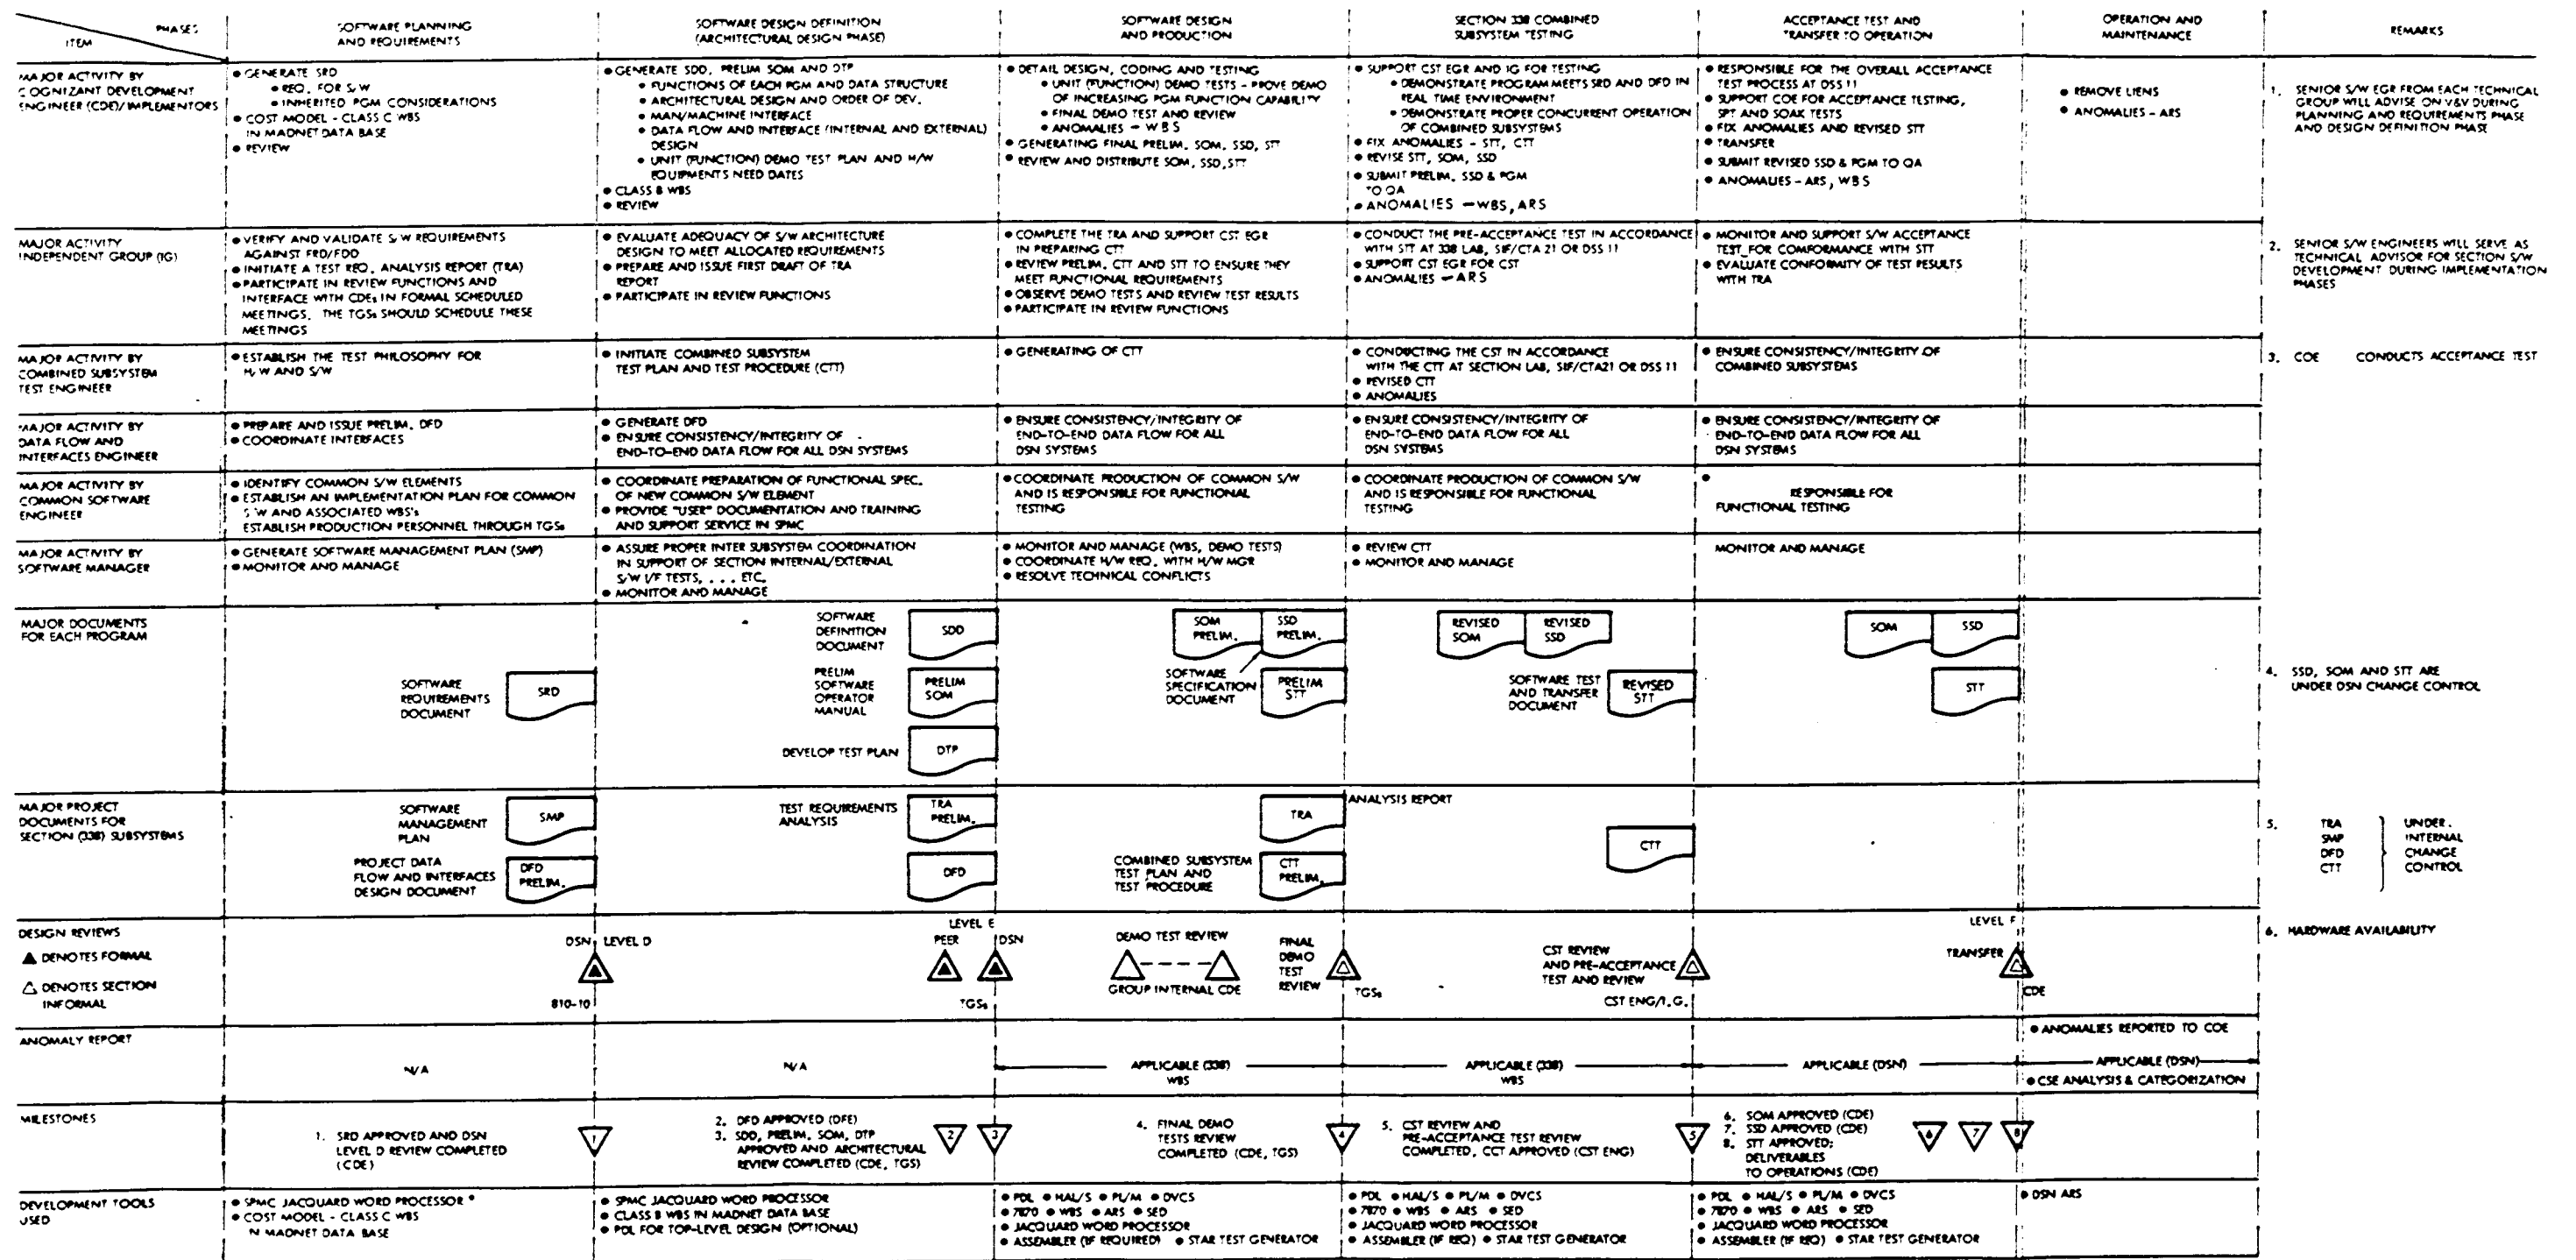 PHASES
ITEM
SOFTWARE PLANNING
AND REQUIREMENTS
SOFTWARE DESIGN DEFINITION
(ARCHITECTURAL DESIGN PHASE)
SOFTWARE DESIGN
AND PRODUCTION
SECTION 338 COMBINED
SUBSYSTEM TESTING
ACCEPTANCE TEST AND
TRANSFER TO OPERATION
OPERATION AND
MAINTENANCE
REMARKS
MAJOR ACTIVITY BY
COGNIZANT DEVELOPMENT
ENGINEER (CDE)/IMPLEMENTORS
● GENERATE SRD
● REQ. FOR S/W
● INHERITED PGM CONSIDERATIONS
● COST MODEL - CLASS C WBS
IN MADNET DATA BASE
● REVIEW
● GENERATE SDD, PRELIM SOM AND DTP
● FUNCTIONS OF EACH PGM AND DATA STRUCTURE
● ARCHITECTURAL DESIGN AND ORDER OF DEV.
● MAN/MACHINE INTERFACE
● DATA FLOW AND INTERFACE (INTERNAL AND EXTERNAL)
DESIGN
● UNIT (FUNCTION) DEMO TEST PLAN AND H/W
EQUIPMENTS NEED DATES
● CLASS B WBS
● REVIEW
● DETAIL DESIGN, CODING AND TESTING
● UNIT (FUNCTION) DEMO TESTS - PROVE DEMO
OF INCREASING PGM FUNCTION CAPABILITY
● FINAL DEMO TEST AND REVIEW
● ANOMALIES - WBS
● GENERATING FINAL PRELIM. SOM, SSD, STT
● REVIEW AND DISTRIBUTE SOM, SSD, STT
● SUPPORT CST EGR AND IG FOR TESTING
● DEMONSTRATE PROGRAM MEETS SRD AND DFD IN
REAL TIME ENVIRONMENT
● DEMONSTRATE PROPER CONCURRENT OPERATION
OF COMBINED SUBSYSTEMS
● FIX ANOMALIES - STT, CTT
● REVISE STT, SOM, SSD
● SUBMIT PRELIM. SSD & PGM
TO QA
● ANOMALIES - WBS, ARS
● RESPONSIBLE FOR THE OVERALL ACCEPTANCE
TEST PROCESS AT DSS 11
● SUPPORT COE FOR ACCEPTANCE TESTING,
SPT AND SOAK TESTS
● FIX ANOMALIES AND REVISED STT
● TRANSFER
● SUBMIT REVISED SSD & PGM TO QA
● ANOMALIES - ARS, WBS
● REMOVE LIENS
● ANOMALIES - ARS
1. SENIOR S/W EGR FROM EACH TECHNICAL
GROUP WILL ADVISE ON V&V DURING
PLANNING AND REQUIREMENTS PHASE
AND DESIGN DEFINITION PHASE
MAJOR ACTIVITY
INDEPENDENT GROUP (IG)
● VERIFY AND VALIDATE S/W REQUIREMENTS
AGAINST FRD/FDD
● INITIATE A TEST REQ. ANALYSIS REPORT (TRA)
● PARTICIPATE IN REVIEW FUNCTIONS AND
INTERFACE WITH CDEs IN FORMAL SCHEDULED
MEETINGS. THE TGSs SHOULD SCHEDULE THESE
MEETINGS
● EVALUATE ADEQUACY OF S/W ARCHITECTURE
DESIGN TO MEET ALLOCATED REQUIREMENTS
● PREPARE AND ISSUE FIRST DRAFT OF TRA
REPORT
● PARTICIPATE IN REVIEW FUNCTIONS
● COMPLETE THE TRA AND SUPPORT CST EGR
IN PREPARING CTT
● REVIEW PRELIM. CTT AND STT TO ENSURE THEY
MEET FUNCTIONAL REQUIREMENTS
● OBSERVE DEMO TESTS AND REVIEW TEST RESULTS
● PARTICIPATE IN REVIEW FUNCTIONS
● CONDUCT THE PRE-ACCEPTANCE TEST IN ACCORDANCE
WITH STT AT 338 LAB, SIF/CTA 21 OR DSS 11
● SUPPORT CST EGR FOR CST
● ANOMALIES - ARS
● MONITOR AND SUPPORT S/W ACCEPTANCE
TEST FOR COMFORMANCE WITH STT
● EVALUATE CONFORMITY OF TEST RESULTS
WITH TRA
2. SENIOR S/W ENGINEERS WILL SERVE AS
TECHNICAL ADVISOR FOR SECTION S/W
DEVELOPMENT DURING IMPLEMENTATION
PHASES
MAJOR ACTIVITY BY
COMBINED SUBSYSTEM
TEST ENGINEER
● ESTABLISH THE TEST PHILOSOPHY FOR
H/W AND S/W
● INITIATE COMBINED SUBSYSTEM
TEST PLAN AND TEST PROCEDURE (CTT)
● GENERATING OF CTT
● CONDUCTING THE CST IN ACCORDANCE
WITH THE CTT AT SECTION LAB, SIF/CTA21 OR DSS 11
● REVISED CTT
● ANOMALIES
● ENSURE CONSISTENCY/INTEGRITY OF
COMBINED SUBSYSTEMS
3. COE CONDUCTS ACCEPTANCE TEST
MAJOR ACTIVITY BY
DATA FLOW AND
INTERFACES ENGINEER
● PREPARE AND ISSUE PRELIM. DFD
● COORDINATE INTERFACES
● GENERATE DFD
● ENSURE CONSISTENCY/INTEGRITY OF
END-TO-END DATA FLOW FOR ALL DSN SYSTEMS
● ENSURE CONSISTENCY/INTEGRITY OF
END-TO-END DATA FLOW FOR ALL
DSN SYSTEMS
● ENSURE CONSISTENCY/INTEGRITY OF
END-TO-END DATA FLOW FOR ALL
DSN SYSTEMS
● ENSURE CONSISTENCY/INTEGRITY OF
END-TO-END DATA FLOW FOR ALL
DSN SYSTEMS
MAJOR ACTIVITY BY
COMMON SOFTWARE
ENGINEER
● IDENTIFY COMMON S/W ELEMENTS
● ESTABLISH AN IMPLEMENTATION PLAN FOR COMMON
S/W AND ASSOCIATED WBS's
ESTABLISH PRODUCTION PERSONNEL THROUGH TGSs
● COORDINATE PREPARATION OF FUNCTIONAL SPEC.
OF NEW COMMON S/W ELEMENT
● PROVIDE "USER" DOCUMENTATION AND TRAINING
AND SUPPORT SERVICE IN SPMC
● COORDINATE PRODUCTION OF COMMON S/W
AND IS RESPONSIBLE FOR FUNCTIONAL
TESTING
● COORDINATE PRODUCTION OF COMMON S/W
AND IS RESPONSIBLE FOR FUNCTIONAL
TESTING
●
RESPONSIBLE FOR
FUNCTIONAL TESTING
MAJOR ACTIVITY BY
SOFTWARE MANAGER
● GENERATE SOFTWARE MANAGEMENT PLAN (SMP)
● MONITOR AND MANAGE
● ASSURE PROPER INTER SUBSYSTEM COORDINATION
IN SUPPORT OF SECTION INTERNAL/EXTERNAL
S/W I/F TESTS, . . . ETC.
● MONITOR AND MANAGE
● MONITOR AND MANAGE (WBS, DEMO TESTS)
● COORDINATE H/W REQ. WITH H/W MGR
● RESOLVE TECHNICAL CONFLICTS
● REVIEW CTT
● MONITOR AND MANAGE
MONITOR AND MANAGE
MAJOR DOCUMENTS
FOR EACH PROGRAM
SOFTWARE
REQUIREMENTS
DOCUMENT
SRD
SOFTWARE
DEFINITION
DOCUMENT
SDD
PRELIM
SOFTWARE
OPERATOR
MANUAL
PRELIM
SOM
DEVELOP TEST PLAN
DTP
SOM
PRELIM.
SSD
PRELIM.
SOFTWARE
SPECIFICATION
DOCUMENT
PRELIM
STT
REVISED
SOM
REVISED
SSD
SOFTWARE TEST
AND TRANSFER
DOCUMENT
REVISED
STT
SOM
SSD
STT
4. SSD, SOM AND STT ARE
UNDER DSN CHANGE CONTROL
MAJOR PROJECT
DOCUMENTS FOR
SECTION (338) SUBSYSTEMS
SOFTWARE
MANAGEMENT
PLAN
SMP
PROJECT DATA
FLOW AND INTERFACES
DESIGN DOCUMENT
DFD
PRELIM.
TEST REQUIREMENTS
ANALYSIS
TRA
PRELIM.
DFD
TRA
ANALYSIS REPORT
COMBINED SUBSYSTEM
TEST PLAN AND
TEST PROCEDURE
CTT
PRELIM.
CTT
5. TRA UNDER.
SMP INTERNAL
DFD CHANGE
CTT CONTROL
DESIGN REVIEWS
▲ DENOTES FORMAL
△ DENOTES SECTION
INFORMAL
DSN LEVEL D
810-10
LEVEL E
PEER DSN
TGSs
DEMO TEST REVIEW
GROUP INTERNAL CDE
FINAL
DEMO
TEST
REVIEW
TGSs
CST REVIEW
AND PRE-ACCEPTANCE
TEST AND REVIEW
CST ENG/I.G.
LEVEL F
TRANSFER
CDE
6. HARDWARE AVAILABILITY
ANOMALY REPORT
N/A
N/A
APPLICABLE (338)
WBS
APPLICABLE (338)
WBS
APPLICABLE (DSN)
● ANOMALIES REPORTED TO COE
APPLICABLE (DSN)
● CSE ANALYSIS & CATEGORIZATION
MILESTONES
1. SRD APPROVED AND DSN
LEVEL D REVIEW COMPLETED
(CDE)
1
2. DFD APPROVED (DFE)
3. SDD, PRELIM, SOM, DTP
APPROVED AND ARCHITECTURAL
REVIEW COMPLETED (CDE, TGS)
2
3
4. FINAL DEMO
TESTS REVIEW
COMPLETED (CDE, TGS)
4
5. CST REVIEW AND
PRE-ACCEPTANCE TEST REVIEW
COMPLETED, CCT APPROVED (CST ENG)
5
6. SOM APPROVED (CDE)
7. SSD APPROVED (CDE)
8. STT APPROVED;
DELIVERABLES
TO OPERATIONS (CDE)
6
7
8
DEVELOPMENT TOOLS
USED
● SPMC JACQUARD WORD PROCESSOR *
● COST MODEL - CLASS C WBS
IN MADNET DATA BASE
● SPMC JACQUARD WORD PROCESSOR
● CLASS B WBS IN MADNET DATA BASE
● PDL FOR TOP-LEVEL DESIGN (OPTIONAL)
● PDL ● HAL/S ● PL/M ● DVCS
● 7870 ● WBS ● ARS ● SED
● JACQUARD WORD PROCESSOR
● ASSEMBLER (IF REQUIRED) ● STAR TEST GENERATOR
● PDL ● HAL/S ● PL/M ● DVCS
● 7870 ● WBS ● ARS ● SED
● JACQUARD WORD PROCESSOR
● ASSEMBLER (IF REQ) ● STAR TEST GENERATOR
● PDL ● HAL/S ● PL/M ● DVCS
● 7870 ● WBS ● ARS ● SED
● JACQUARD WORD PROCESSOR
● ASSEMBLER (IF REQ) ● STAR TEST GENERATOR
● DSN ARS